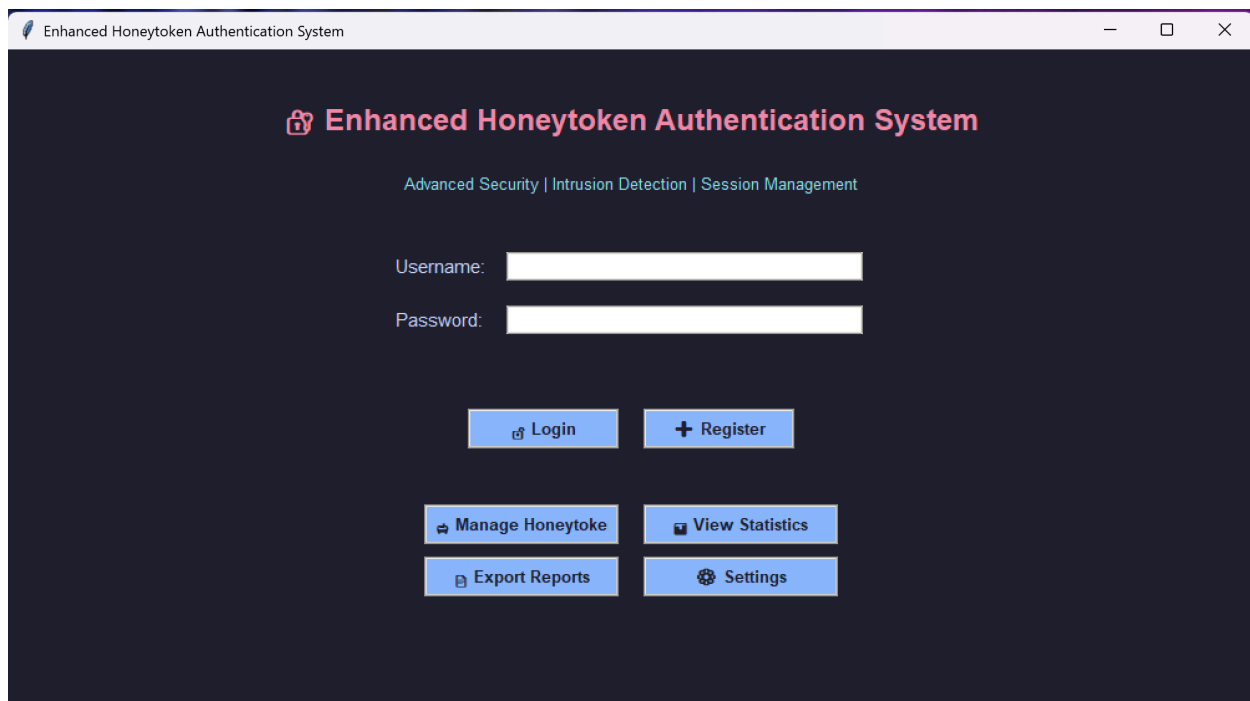 Enhanced Honeytoken Authentication System
Enhanced Honeytoken Authentication System
Advanced Security | Intrusion Detection | Session Management
Username:
Password:
Login
Register
Manage Honeytoke
View Statistics
Export Reports
Settings